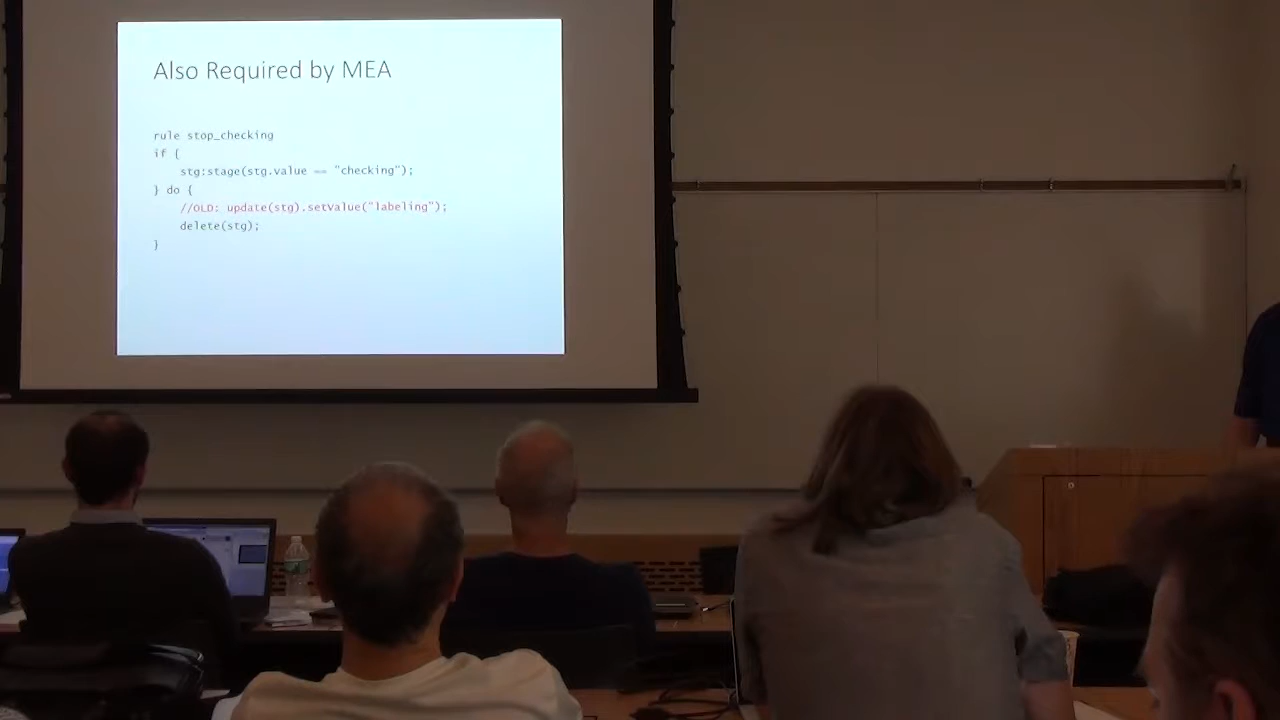 Also Required by MEA
rule stop_checking
if {
stg:stage(stg.value == "checking");
} do {
//OLD: update(stg).setValue("labeling");
delete(stg);
}